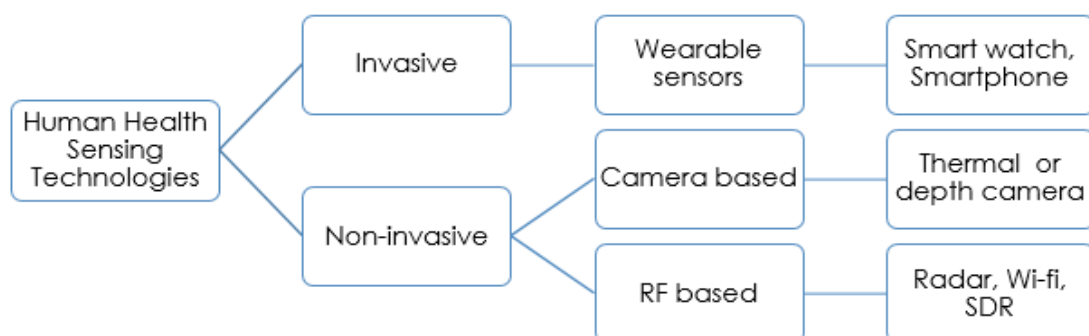 Human Health
Sensing
Technologies
Invasive
Wearable
sensors
Smart watch,
Smartphone
Non-invasive
Camera based
Thermal or
depth camera
RF based
Radar, Wi-fi,
SDR